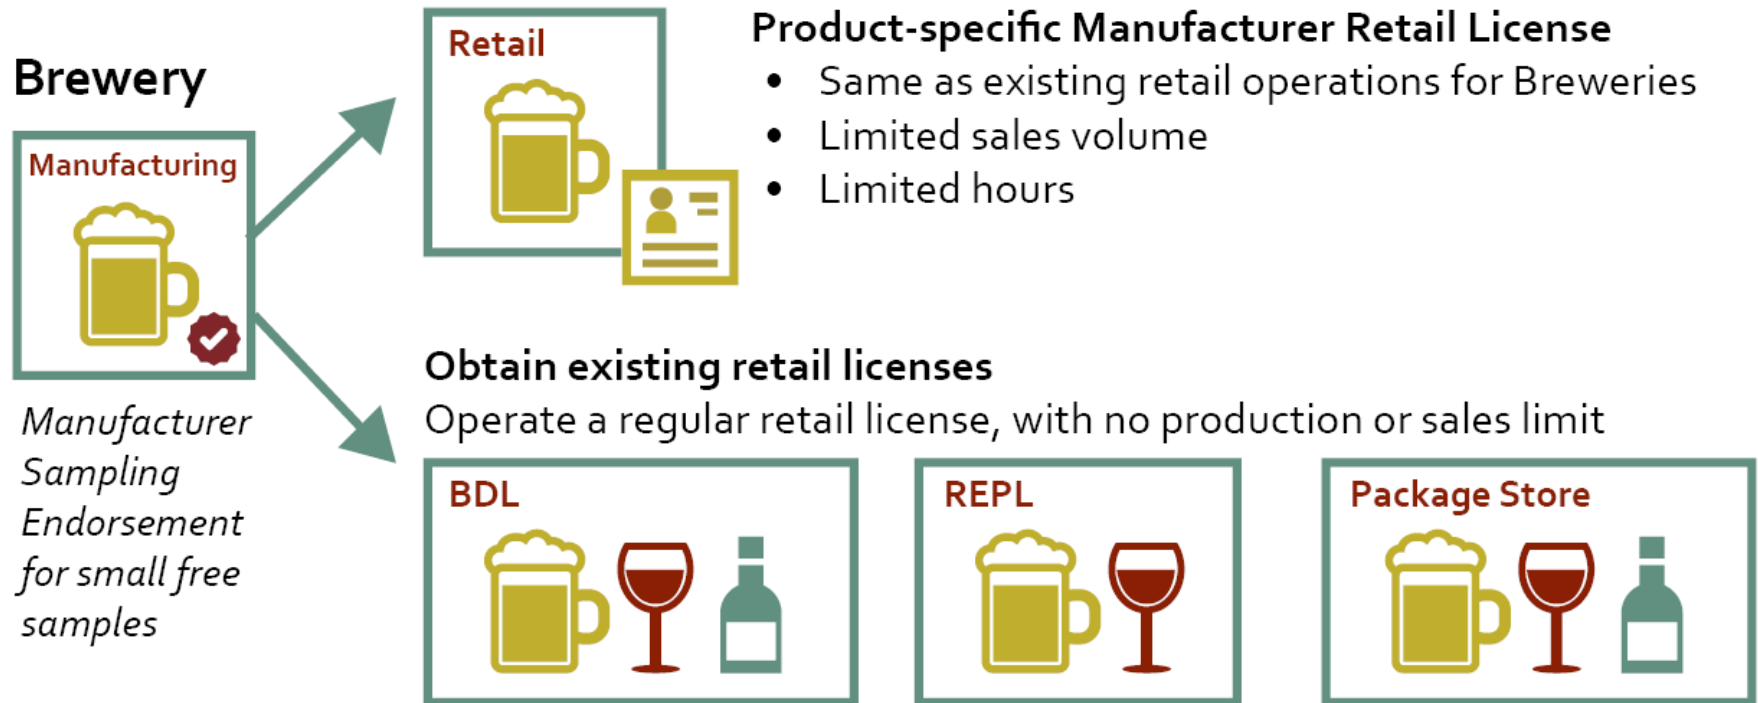 Brewery
Manufacturing
Manufacturer
Sampling
Endorsement
for small free
samples
Retail
Product-specific Manufacturer Retail License
• Same as existing retail operations for Breweries
• Limited sales volume
• Limited hours
Obtain existing retail licenses
Operate a regular retail license, with no production or sales limit
BDL
REPL
Package Store